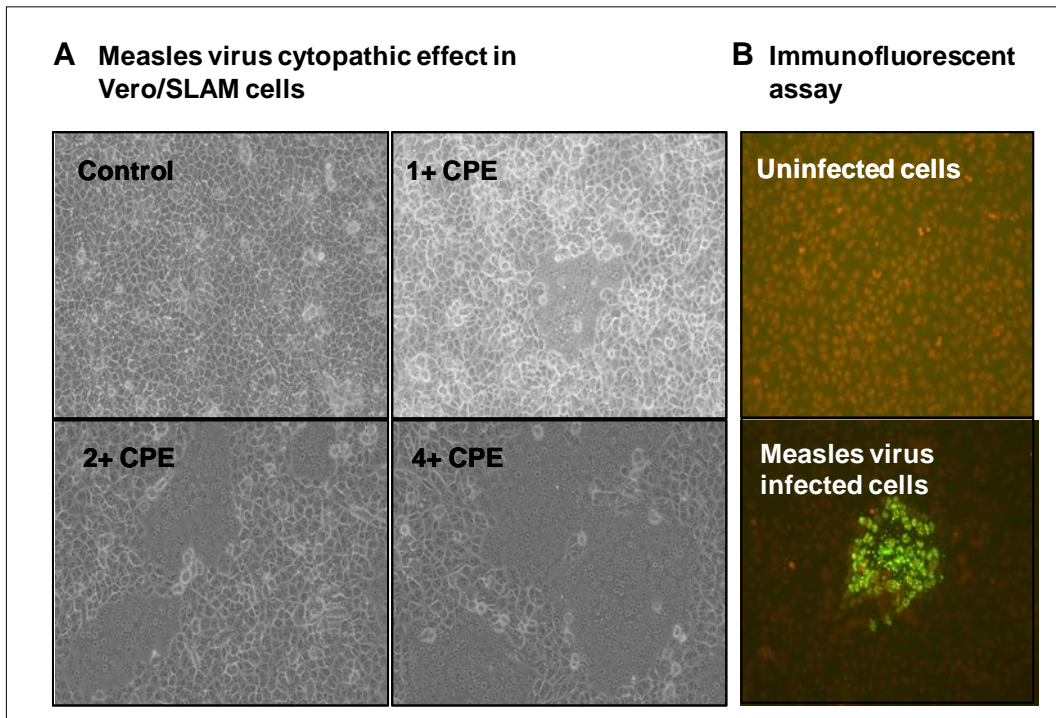 A Measles virus cytopathic effect in
Vero/SLAM cells
B Immunofluorescent
assay
Control
1+ CPE
Uninfected cells
2+ CPE
4+ CPE
Measles virus
infected cells